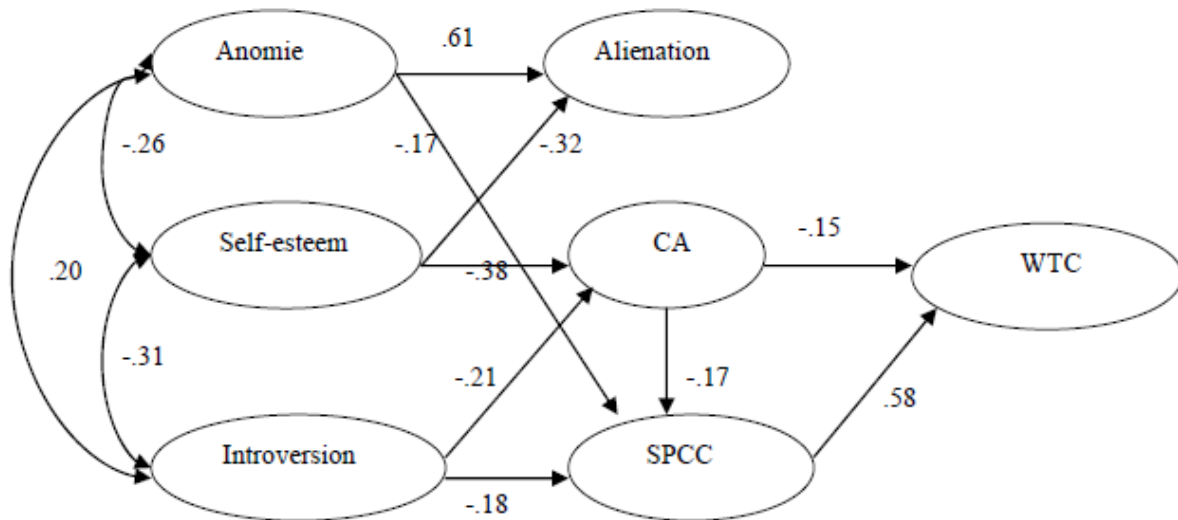 Anomie
.61
Alienation
-.26
-.17
-.32
Self-esteem
-.38
CA
-.15
WTC
.20
-.31
-.21
-.17
.58
Introversion
-.18
SPCC